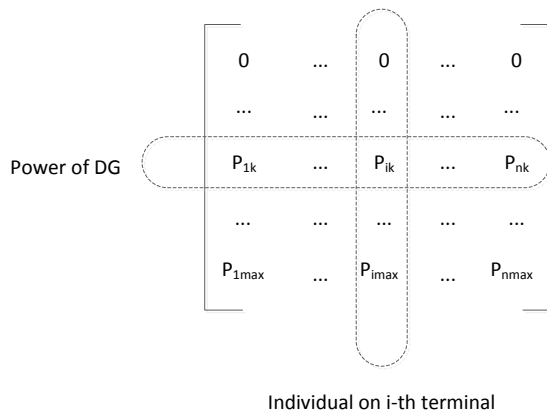 0 ... 0 ... 0
... ... ... ... ...
Power of DG P1k ... Pik ... Pnk
... ... ... ... ...
P1max ... Pimax ... Pnmax
Individual on i-th terminal